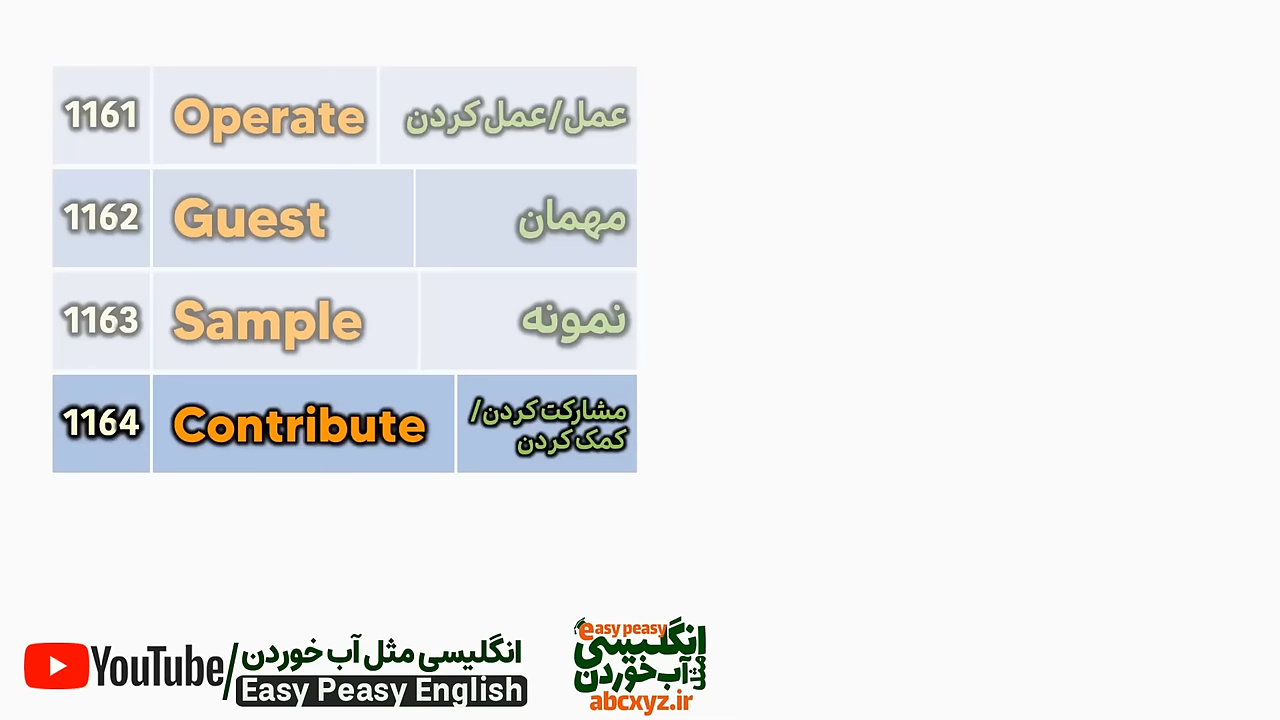 1161 Operate عمل/عمل کردن
1162 Guest مهمان
1163 Sample نمونه
1164 Contribute مشارکت کردن/
کمک کردن
YouTube/انگلیسی مثل آب خوردن
Easy Peasy English
easy peasy
انگلیسی
مثل آب خوردن
abcxyz.ir